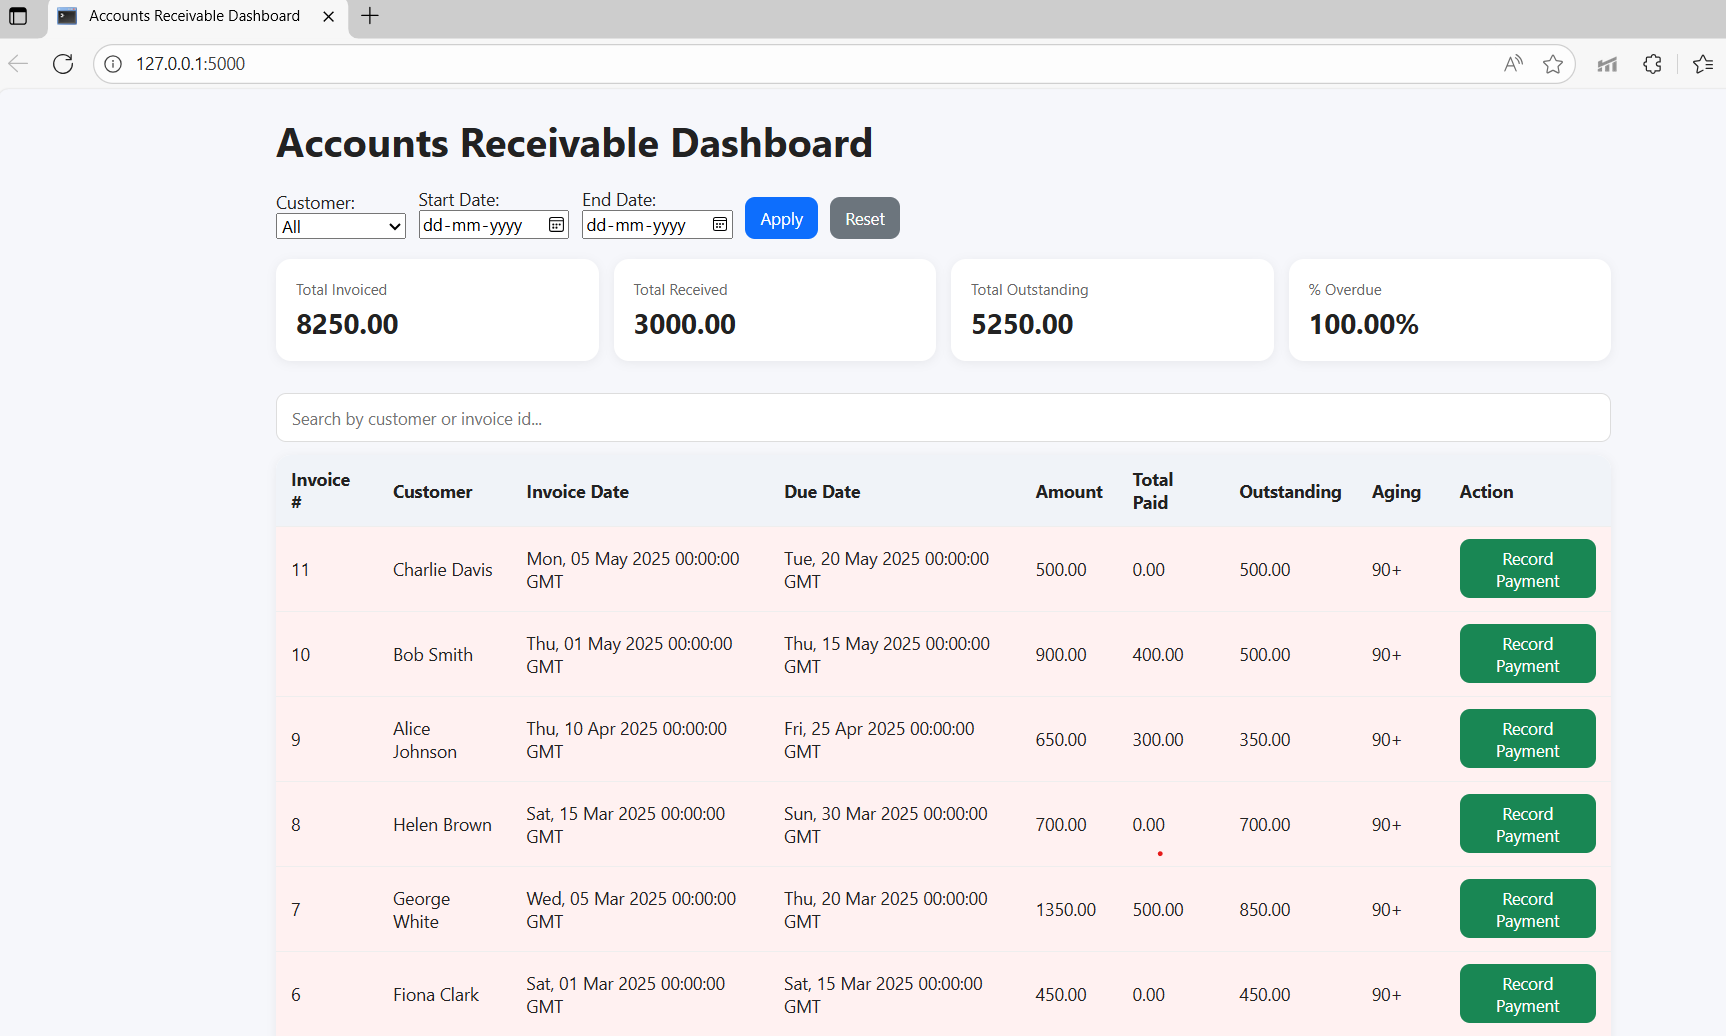 Accounts Receivable Dashboard
127.0.0.1:5000
Accounts Receivable Dashboard
Customer: Start Date: End Date:
All dd-mm-yyyy dd-mm-yyyy Apply Reset
Total Invoiced Total Received Total Outstanding % Overdue
8250.00 3000.00 5250.00 100.00%
Search by customer or invoice id...
Invoice # Customer Invoice Date Due Date Amount Total Paid Outstanding Aging Action
11 Charlie Davis Mon, 05 May 2025 00:00:00 GMT Tue, 20 May 2025 00:00:00 GMT 500.00 0.00 500.00 90+ Record Payment
10 Bob Smith Thu, 01 May 2025 00:00:00 GMT Thu, 15 May 2025 00:00:00 GMT 900.00 400.00 500.00 90+ Record Payment
9 Alice Johnson Thu, 10 Apr 2025 00:00:00 GMT Fri, 25 Apr 2025 00:00:00 GMT 650.00 300.00 350.00 90+ Record Payment
8 Helen Brown Sat, 15 Mar 2025 00:00:00 GMT Sun, 30 Mar 2025 00:00:00 GMT 700.00 0.00 700.00 90+ Record Payment
7 George White Wed, 05 Mar 2025 00:00:00 GMT Thu, 20 Mar 2025 00:00:00 GMT 1350.00 500.00 850.00 90+ Record Payment
6 Fiona Clark Sat, 01 Mar 2025 00:00:00 GMT Sat, 15 Mar 2025 00:00:00 GMT 450.00 0.00 450.00 90+ Record Payment